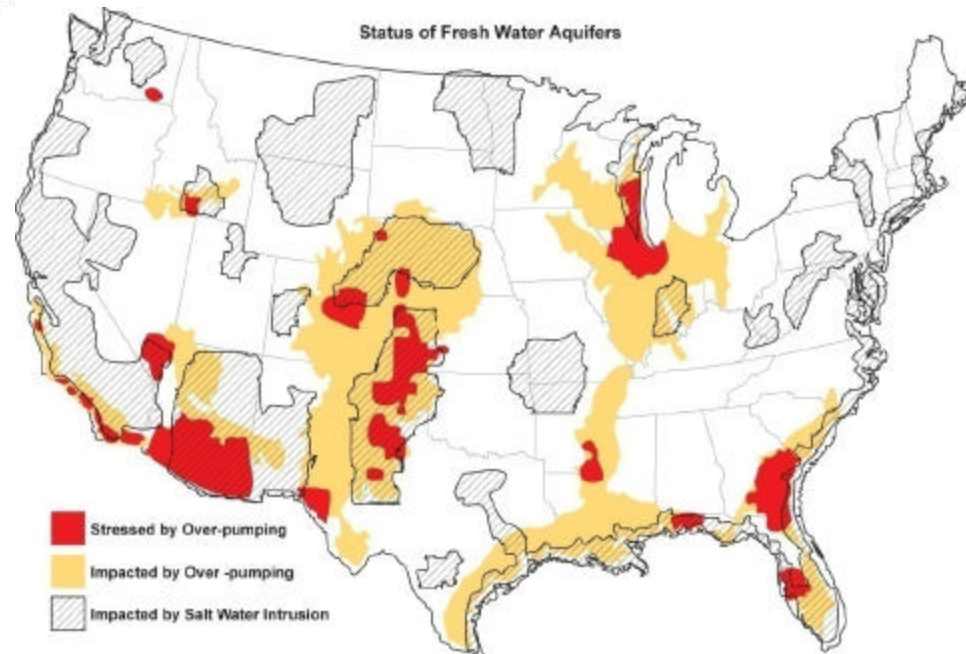 Status of Fresh Water Aquifers
Stressed by Over-pumping
Impacted by Over -pumping
Impacted by Salt Water Intrusion